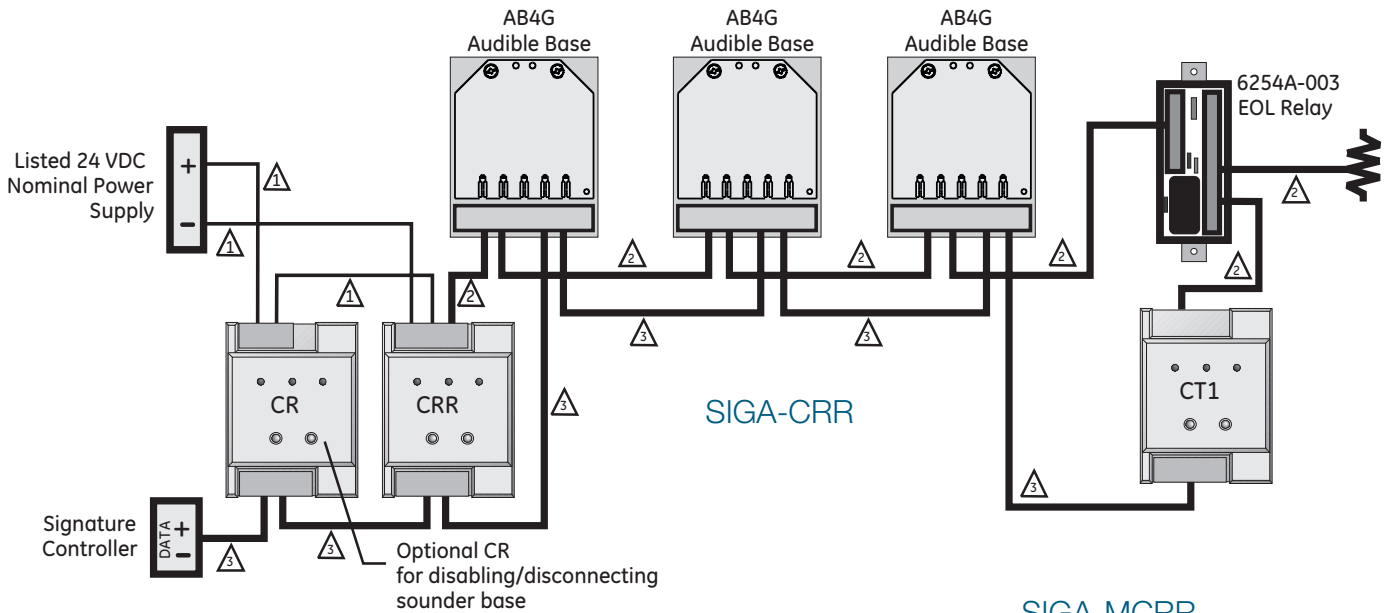 AB4G
Audible Base
AB4G
Audible Base
AB4G
Audible Base
6254A-003
EOL Relay
Listed 24 VDC
Nominal Power
Supply
+
-
1
1
1
2
2
2
2
2
2
3
3
3
3
3
3
CR
CRR
CT1
SIGA-CRR
Signature
Controller
DATA
+
-
Optional CR
for disabling/disconnecting
sounder base
SIGA-MCRR